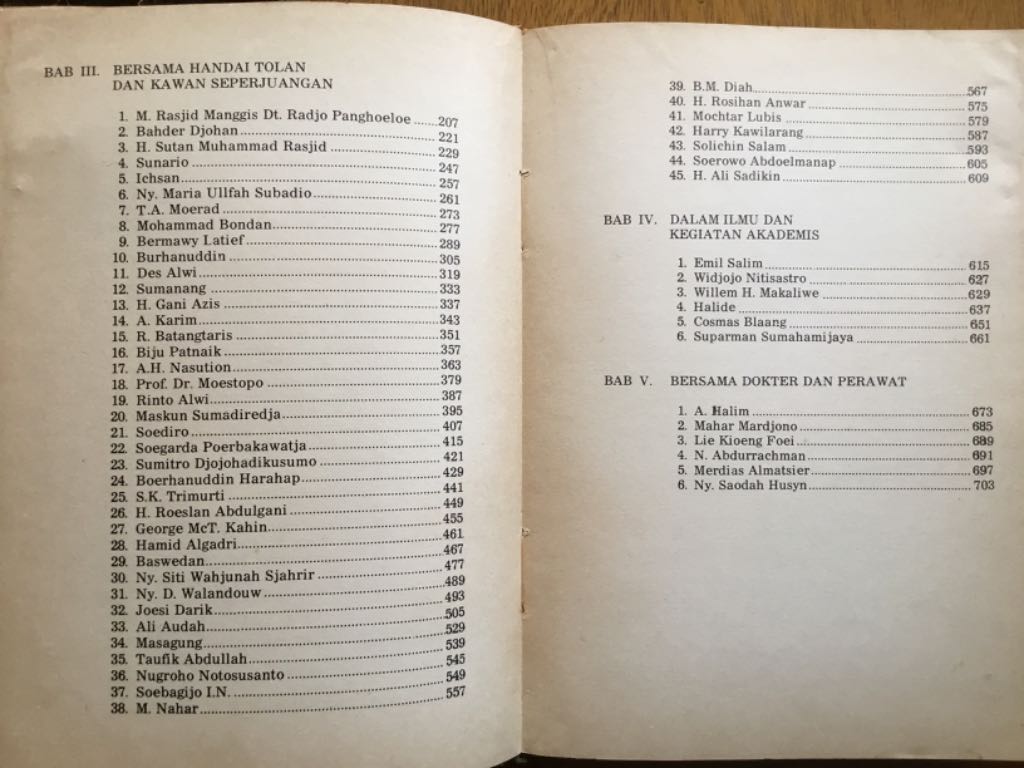 BAB III. BERSAMA HANDAI TOLAN
DAN KAWAN SEPERJUANGAN
1. M. Rasjid Manggis Dt. Radjo Panghoeloe ..... 207
2. Bahder Djohan ..... 221
3. H. Sutan Muhammad Rasjid ..... 229
4. Sunario ..... 247
5. Ichsan ..... 257
6. Ny. Maria Ullfah Subadio ..... 261
7. T.A. Moerad ..... 273
8. Mohammad Bondan ..... 277
9. Bermawy Latief ..... 289
10. Burhanuddin ..... 305
11. Des Alwi ..... 319
12. Sumanang ..... 333
13. H. Gani Azis ..... 337
14. A. Karim ..... 343
15. R. Batangtaris ..... 351
16. Biju Patnaik ..... 357
17. A.H. Nasution ..... 363
18. Prof. Dr. Moestopo ..... 379
19. Rinto Alwi ..... 387
20. Maskun Sumadiredja ..... 395
21. Soediro ..... 407
22. Soegarda Poerbakawatja ..... 415
23. Sumitro Djojohadikusumo ..... 421
24. Boerhanuddin Harahap ..... 429
25. S.K. Trimurti ..... 441
26. H. Roeslan Abdulgani ..... 449
27. George McT. Kahin ..... 455
28. Hamid Algadri ..... 461
29. Baswedan ..... 467
30. Ny. Siti Wahjunah Sjahrir ..... 477
31. Ny. D. Walandouw ..... 489
32. Joesi Darik ..... 493
33. Ali Audah ..... 505
34. Masagung ..... 529
35. Taufik Abdullah ..... 539
36. Nugroho Notosusanto ..... 545
37. Soebagijo I.N. ..... 549
38. M. Nahar ..... 557
39. B.M. Diah ..... 567
40. H. Rosihan Anwar ..... 575
41. Mochtar Lubis ..... 579
42. Harry Kawilarang ..... 587
43. Solichin Salam ..... 593
44. Soerowo Abdoelmanap ..... 605
45. H. Ali Sadikin ..... 609
BAB IV. DALAM ILMU DAN
KEGIATAN AKADEMIS
1. Emil Salim ..... 615
2. Widjojo Nitisastro ..... 627
3. Willem H. Makaliwe ..... 629
4. Halide ..... 637
5. Cosmas Blaang ..... 651
6. Suparman Sumahamijaya ..... 661
BAB V. BERSAMA DOKTER DAN PERAWAT
1. A. Halim ..... 673
2. Mahar Mardjono ..... 685
3. Lie Kioeng Foei ..... 689
4. N. Abdurrachman ..... 691
5. Merdias Almatsier ..... 697
6. Ny. Saodah Husyn ..... 703